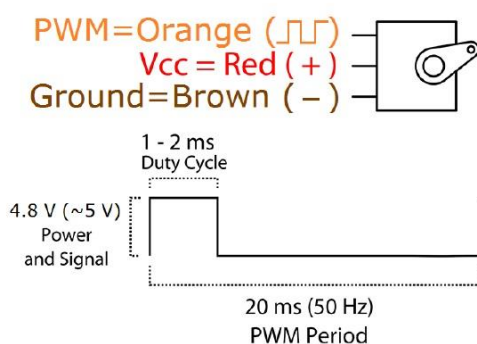 PWM=Orange (⎍⎍)
Vcc = Red (+)
Ground=Brown (−)
1 - 2 ms
Duty Cycle
4.8 V (~5 V)
Power
and Signal
20 ms (50 Hz)
PWM Period